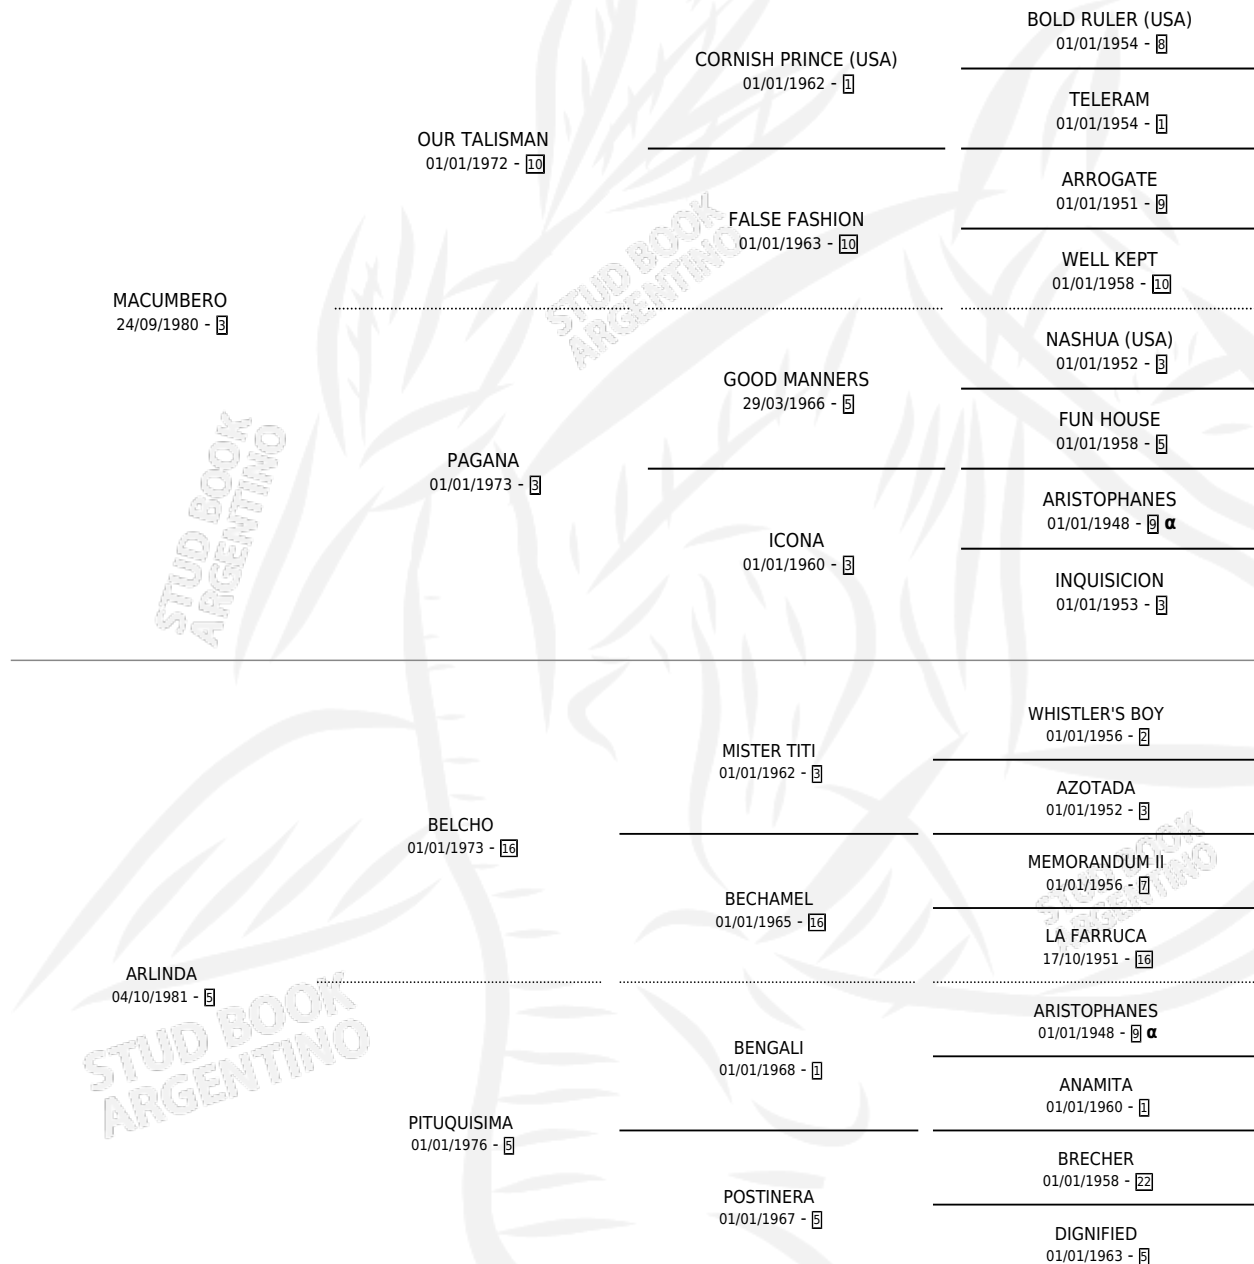 BOLD RULER (USA)
01/01/1954 - 8
CORNISH PRINCE (USA)
01/01/1962 - 1
TELERAM
01/01/1954 - 1
OUR TALISMAN
01/01/1972 - 10
ARROGATE
01/01/1951 - 9
FALSE FASHION
01/01/1963 - 10
WELL KEPT
01/01/1958 - 10
MACUMBERO
24/09/1980 - 3
NASHUA (USA)
01/01/1952 - 3
GOOD MANNERS
29/03/1966 - 5
FUN HOUSE
01/01/1958 - 5
PAGANA
01/01/1973 - 3
ARISTOPHANES
01/01/1948 - 9 α
ICONA
01/01/1960 - 3
INQUISICION
01/01/1953 - 3
WHISTLER'S BOY
01/01/1956 - 2
MISTER TITI
01/01/1962 - 3
AZOTADA
01/01/1952 - 3
BELCHO
01/01/1973 - 16
MEMORANDUM II
01/01/1956 - 7
BECHAMEL
01/01/1965 - 16
LA FARRUCA
17/10/1951 - 16
ARLINDA
04/10/1981 - 5
ARISTOPHANES
01/01/1948 - 9 α
BENGALI
01/01/1968 - 1
ANAMITA
01/01/1960 - 1
PITUQUISIMA
01/01/1976 - 5
BRECHER
01/01/1958 - 22
POSTINERA
01/01/1967 - 5
DIGNIFIED
01/01/1963 - 5
STUD BOOK
ARGENTINO
STUD BOOK
ARGENTINO
STUD BOOK
ARGENTINO
STUD BOOK
ARGENTINO